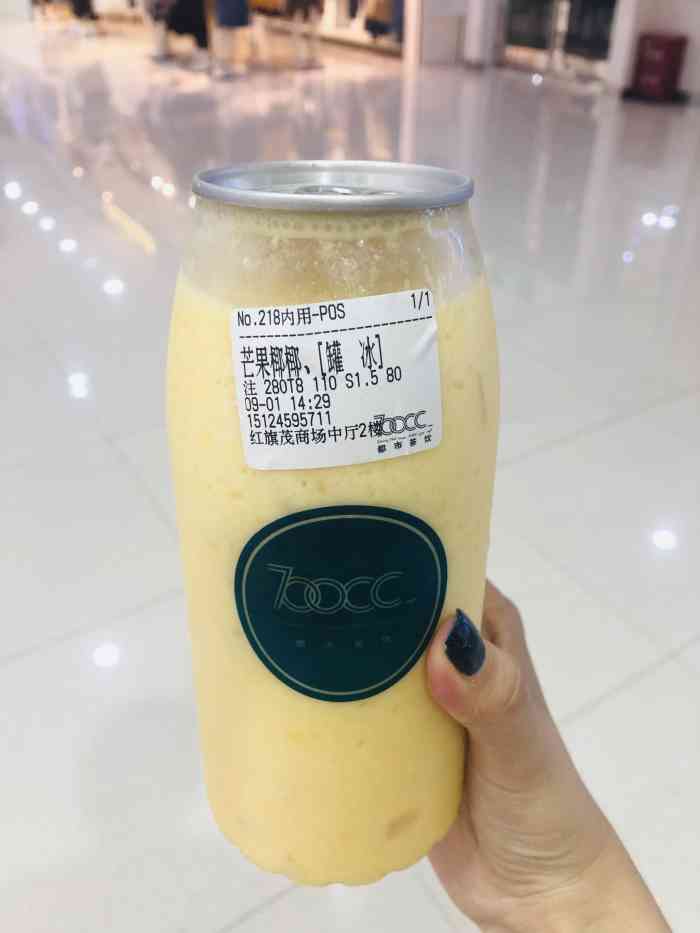 No.218内用-POS 1/1
芒果椰椰、[罐 冰]
注 280T8 110 S1.5 80
09-01 14:29
15124595711
红旗茂商场中厅2楼
700CC
都市茶饮
700CC